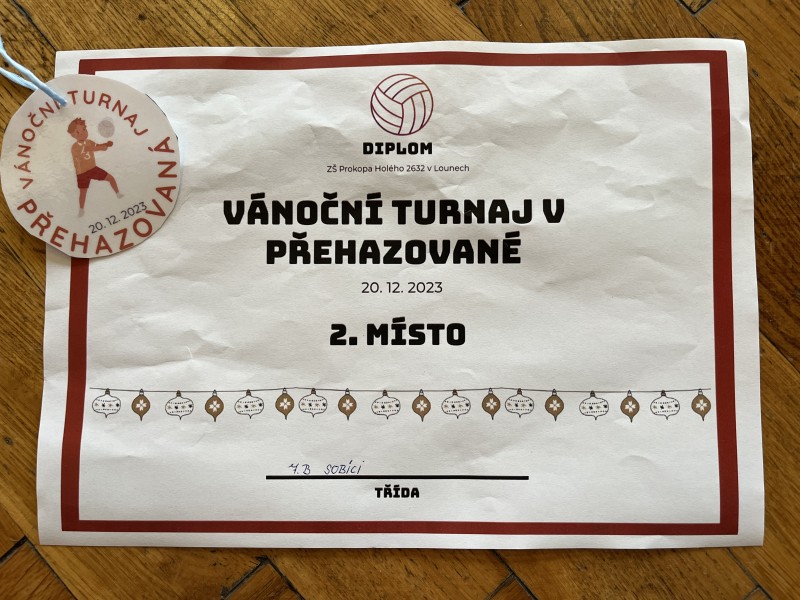 VÁNOČNÍ TURNAJ
PŘEHAZOVANÁ
20. 12. 2023
DIPLOM
ZŠ Prokopa Holého 2632 v Lounech
VÁNOČNÍ TURNAJ V
PŘEHAZOVANÉ
20. 12. 2023
2. MÍSTO
7.B SOBÍCI
TŘÍDA